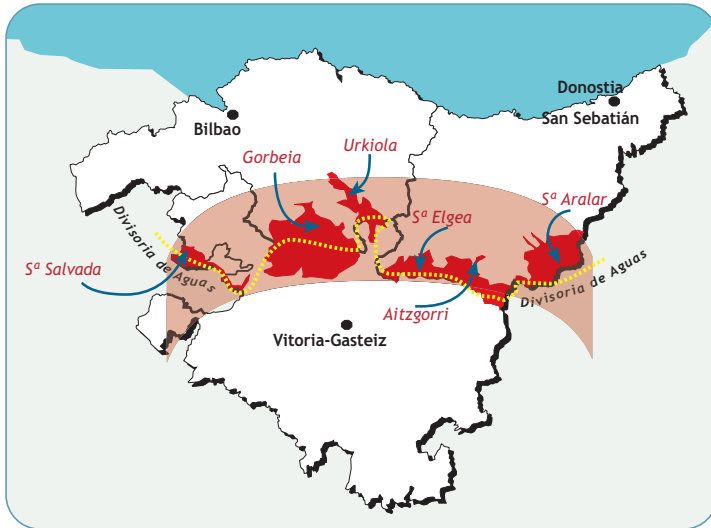 Donostia
San Sebatián
Bilbao
Urkiola
Gorbeia
Sª Elgea
Sª Aralar
Divisoria de Aguas
Sª Salvada
Divisoria de Aguas
Aitzgorri
Vitoria-Gasteiz